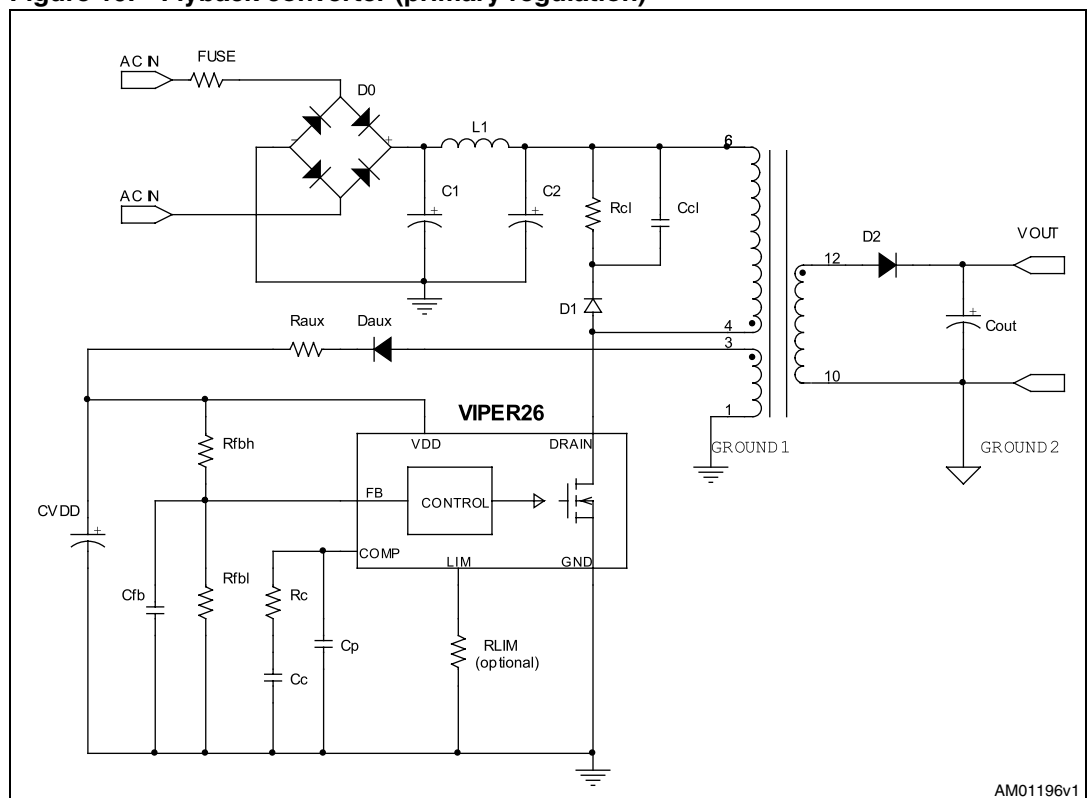 Figure 16. Flyback converter (primary regulation)
AC IN
FUSE
D0
L1
6
-
+
AC IN
C1
+
C2
+
Rcl
Ccl
D2
VOUT
12
D1
Raux
Daux
4
3
+
Cout
10
VIPER26
1
GROUND1
GROUND2
Rfbh
VDD
DRAIN
FB
CONTROL
CVDD
+
COMP
LIM
GND
Cfb
Rfbl
Rc
Cp
RLIM
(optional)
Cc
AM01196v1